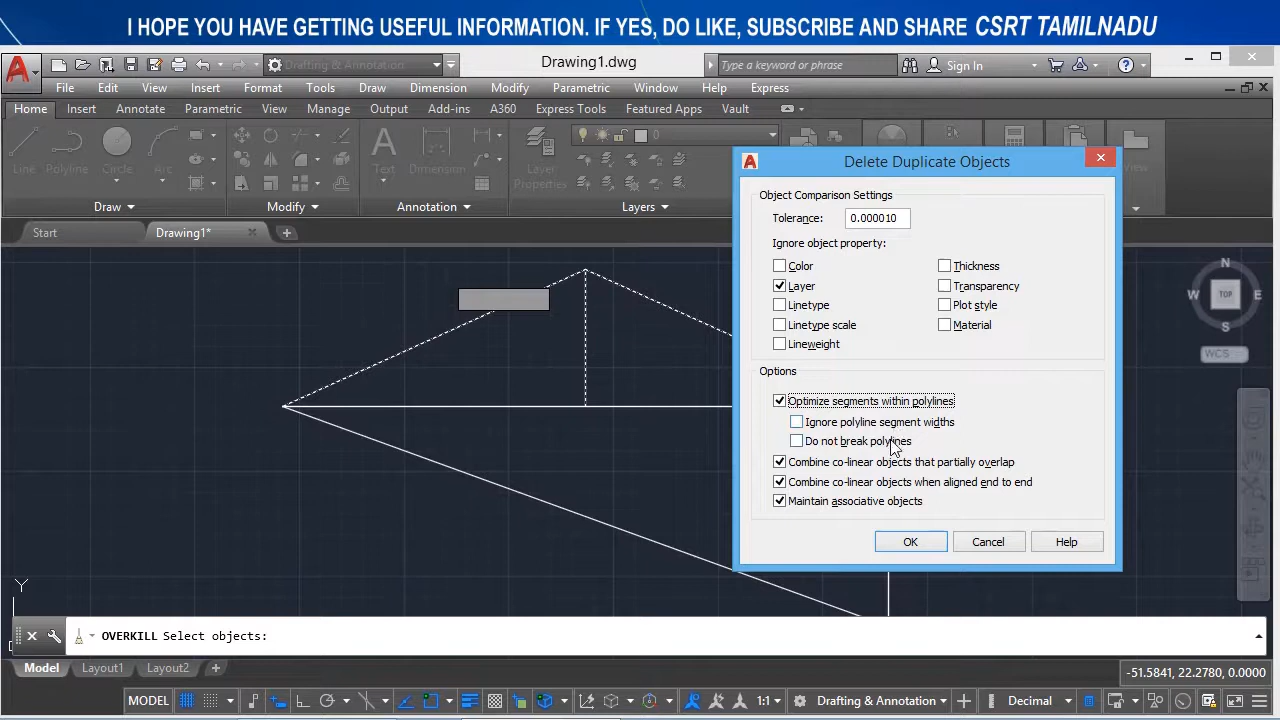 I HOPE YOU HAVE GETTING USEFUL INFORMATION. IF YES, DO LIKE, SUBSCRIBE AND SHARE CSRT TAMILNADU
Drafting & Annotation
Drawing1.dwg
Type a keyword or phrase
Sign In
File Edit View Insert Format Tools Draw Dimension Modify Parametric Window Help Express
Home Insert Annotate Parametric View Manage Output Add-ins A360 Express Tools Featured Apps Vault
Line Polyline Circle Arc Text Dimension Layer Properties 0
Draw Modify Annotation Layers
Start Drawing1* +
Delete Duplicate Objects
Object Comparison Settings
Tolerance: 0.000010
Ignore object property:
Color Thickness
Layer Transparency
Linetype Plot style
Linetype scale Material
Lineweight
Options
Optimize segments within polylines
Ignore polyline segment widths
Do not break polylines
Combine co-linear objects that partially overlap
Combine co-linear objects when aligned end to end
Maintain associative objects
OK Cancel Help
N
W TOP E
S
WCS
Y
OVERKILL Select objects:
Model Layout1 Layout2 +
-51.5841, 22.2780, 0.0000
MODEL 1:1 Drafting & Annotation Decimal